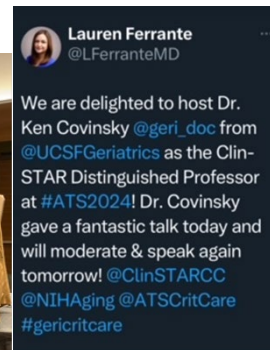 Lauren Ferrante
@LFerranteMD
We are delighted to host Dr.
Ken Covinsky @geri_doc from
@UCSFGeriatrics as the Clin-
STAR Distinguished Professor
at #ATS2024! Dr. Covinsky
gave a fantastic talk today and
will moderate & speak again
tomorrow! @ClinSTARCC
@NIHAging @ATSCritCare
#gericritcare